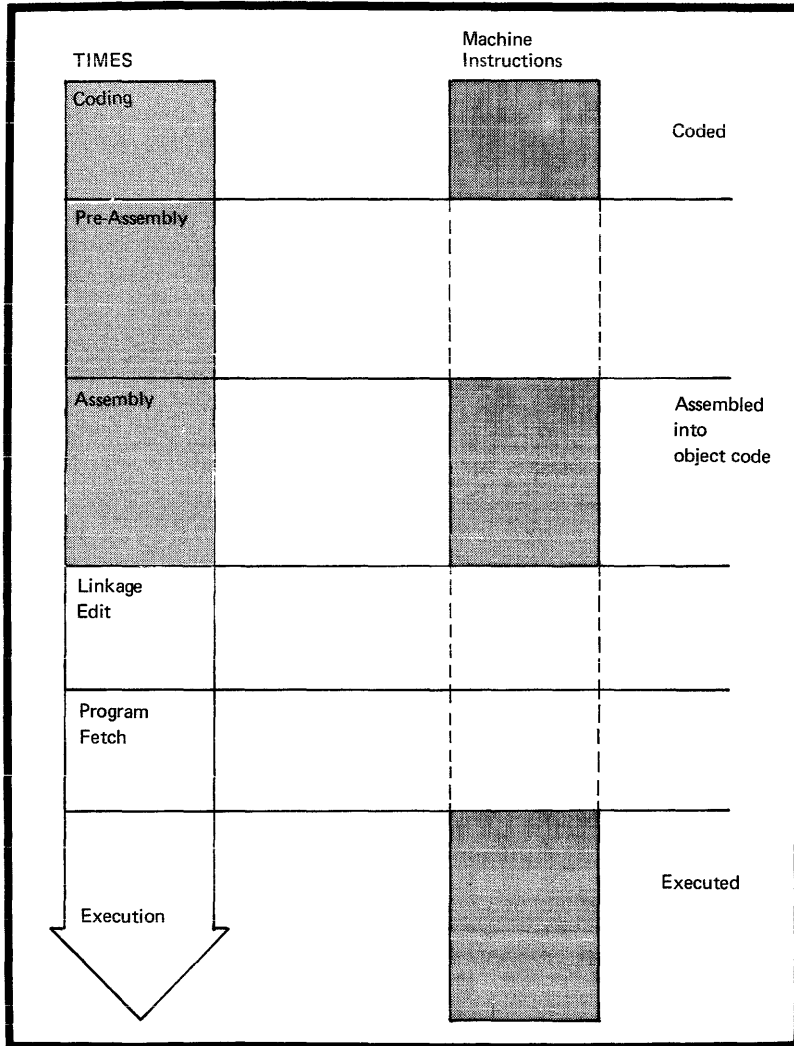 TIMES
Machine
Instructions
Coding
Coded
Pre-Assembly
Assembly
Assembled
into
object code
Linkage
Edit
Program
Fetch
Execution
Executed